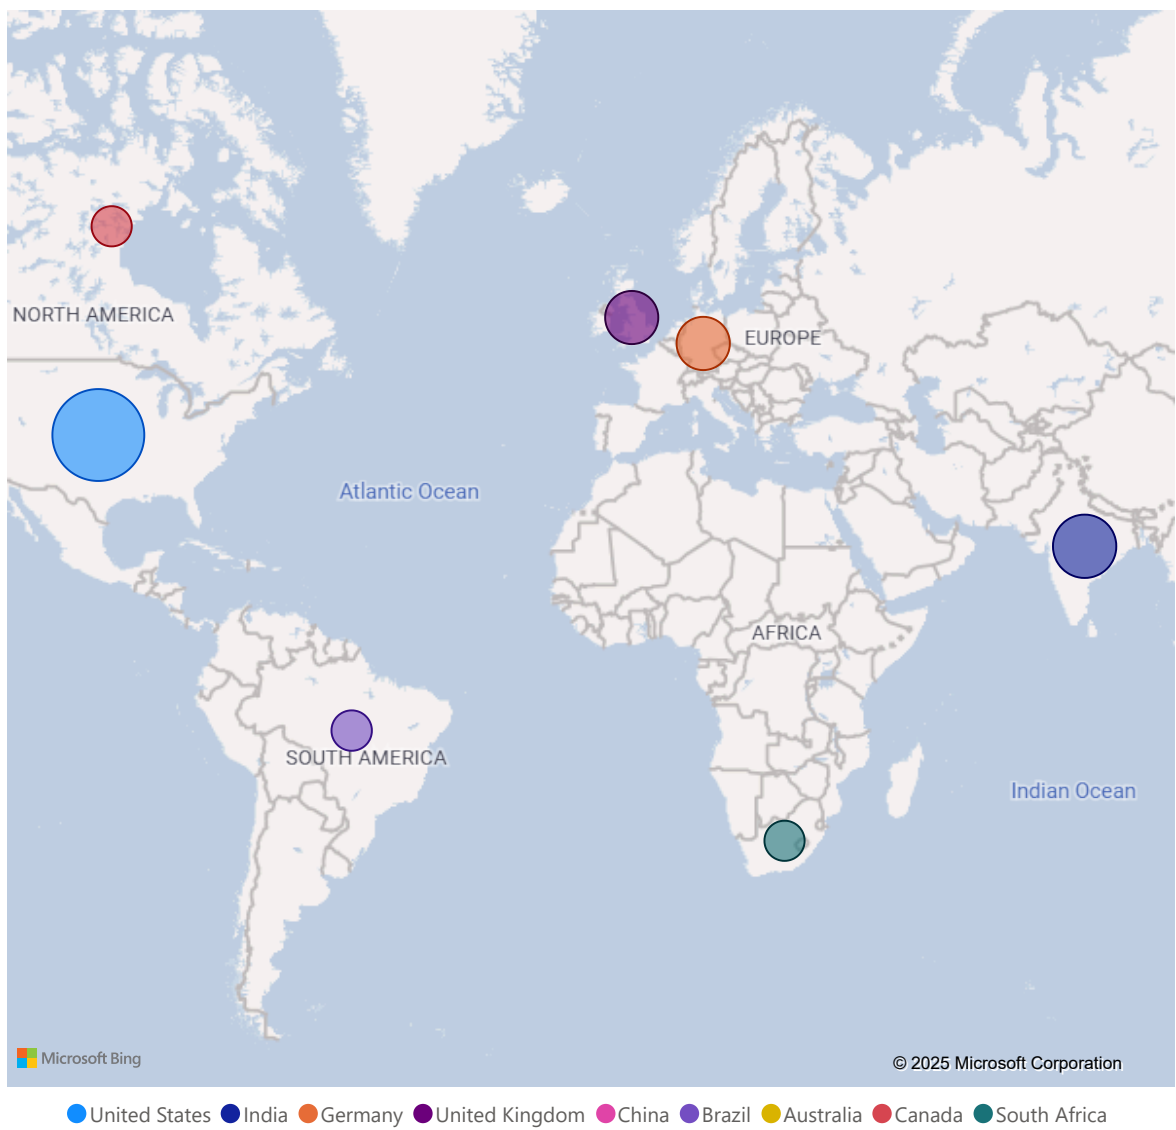 NORTH AMERICA
EUROPE
Atlantic Ocean
AFRICA
SOUTH AMERICA
Indian Ocean
Microsoft Bing
© 2025 Microsoft Corporation
United States India Germany United Kingdom China Brazil Australia Canada South Africa